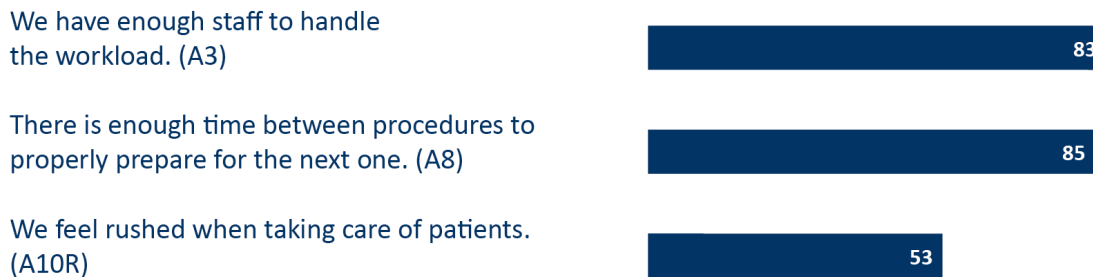 We have enough staff to handle
the workload. (A3)
83
There is enough time between procedures to
properly prepare for the next one. (A8)
85
We feel rushed when taking care of patients.
(A10R)
53